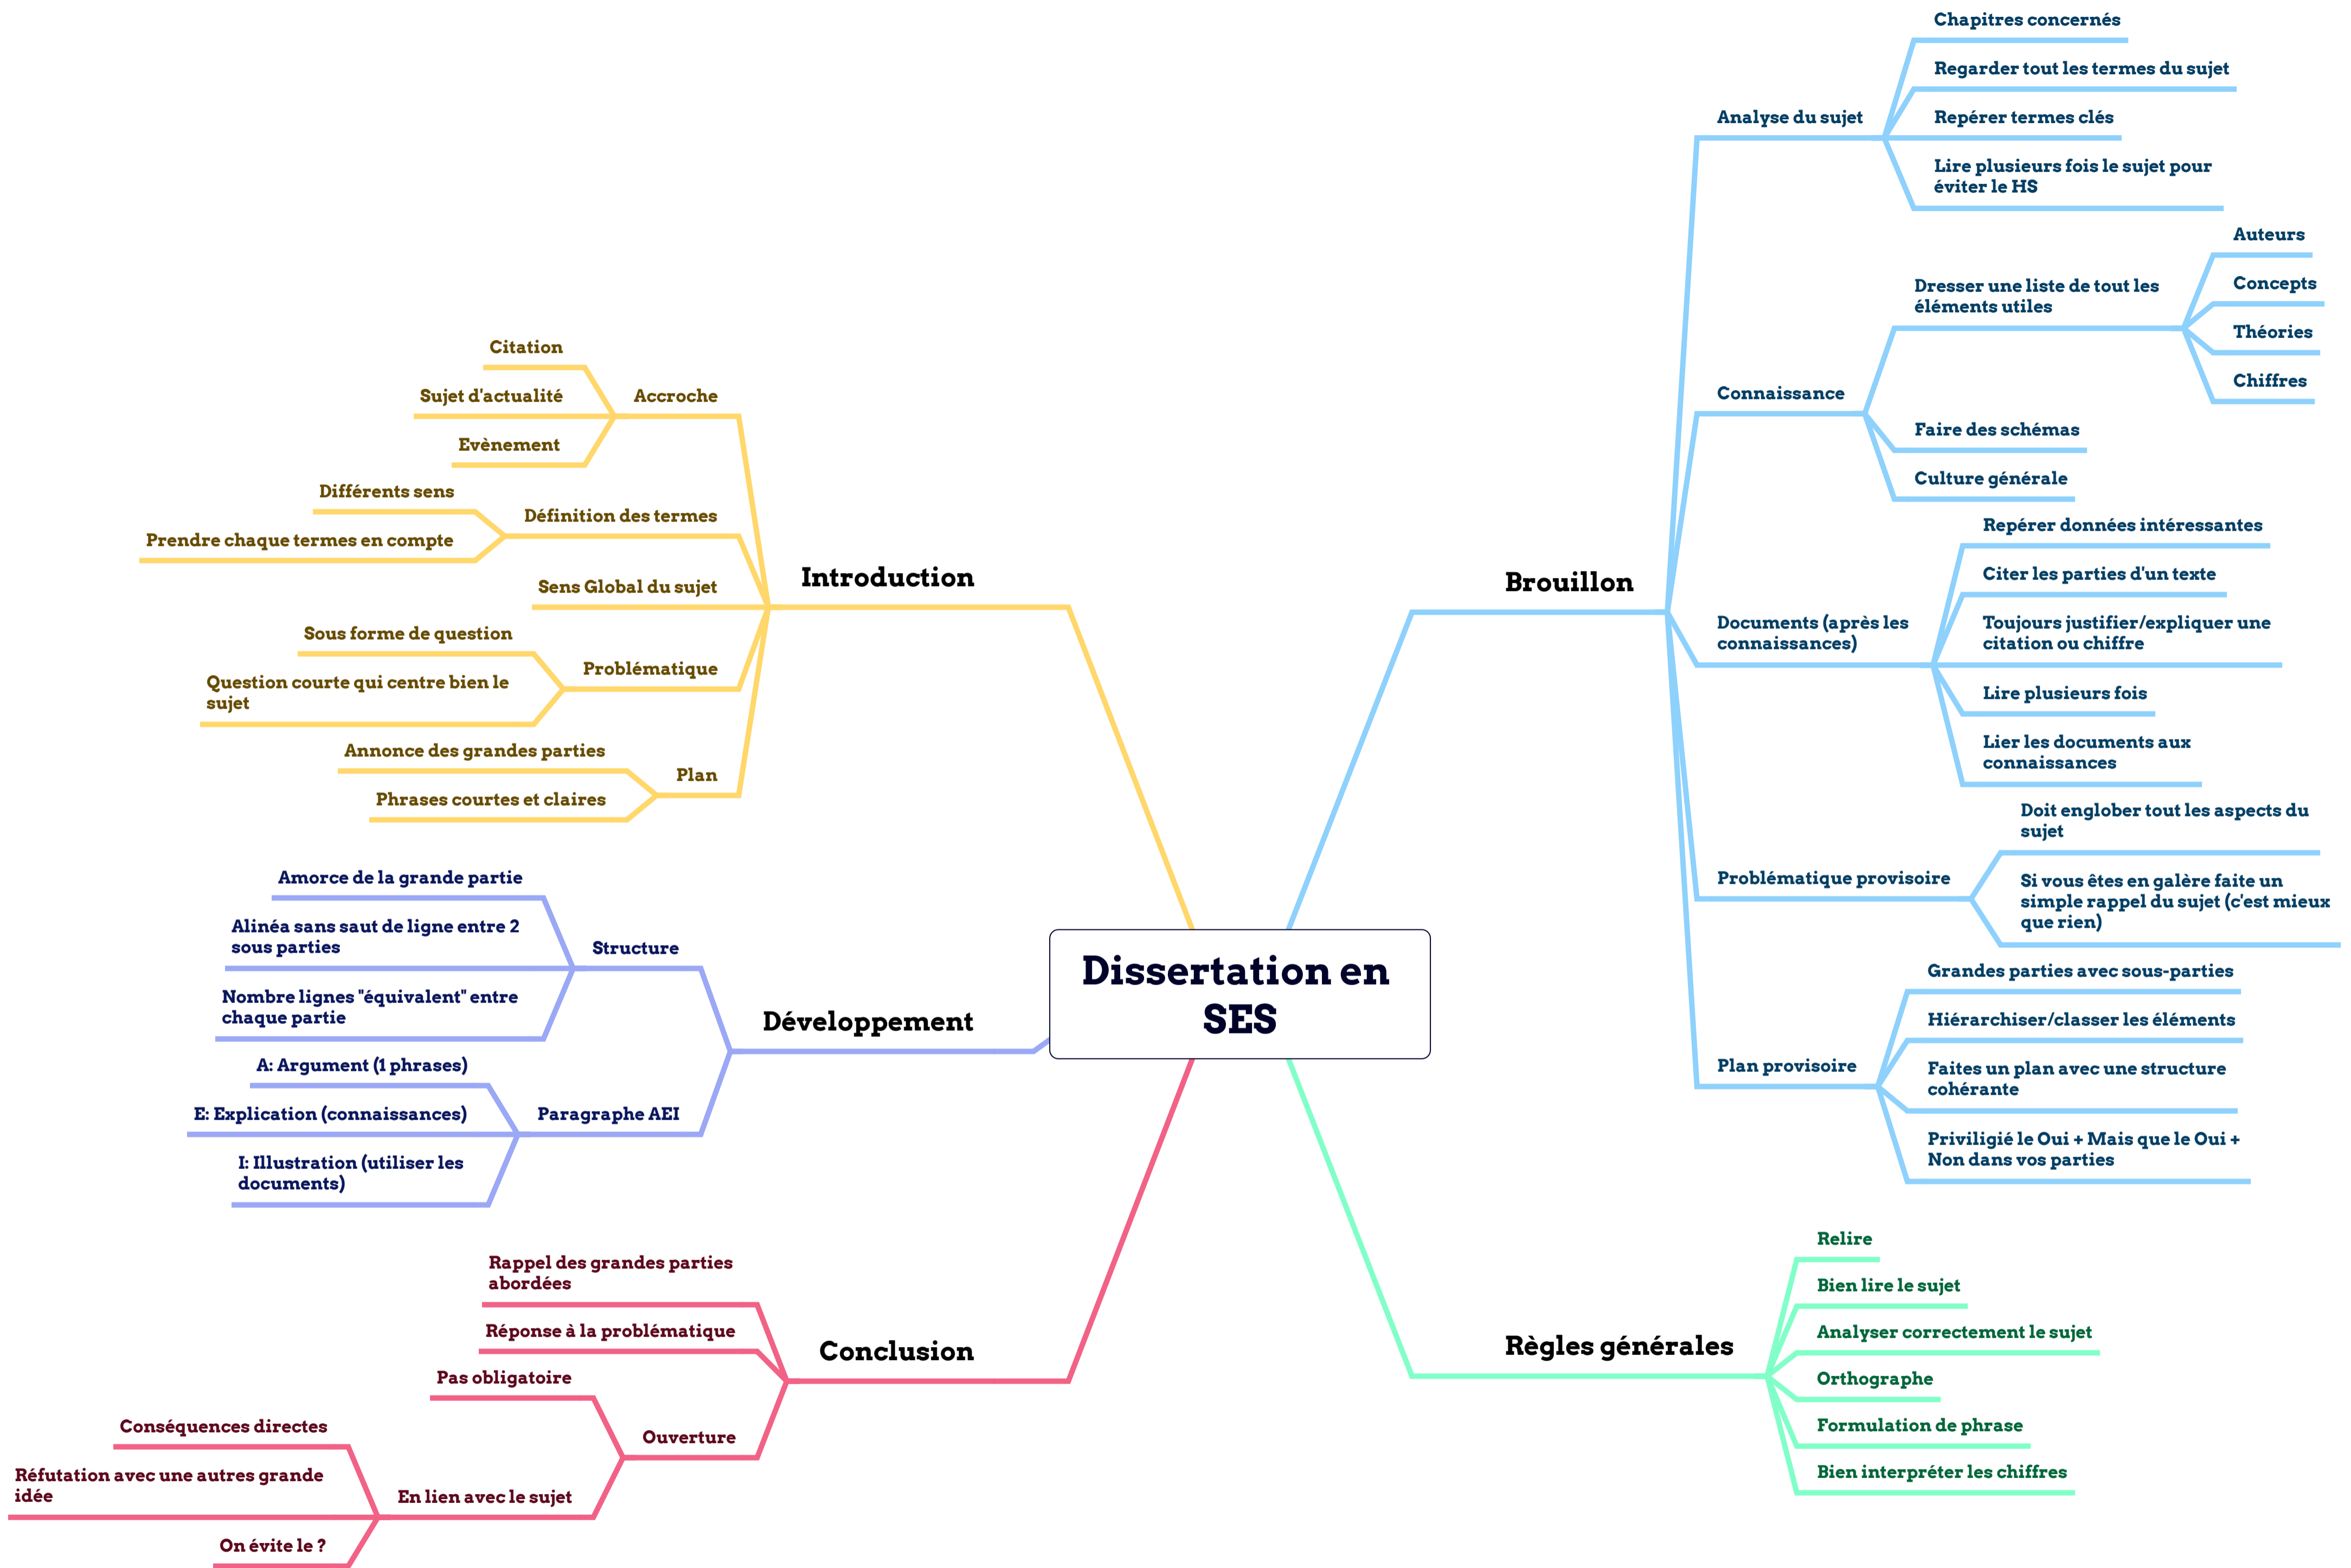 Dissertation en
SES
Introduction
Accroche
Citation
Sujet d'actualité
Evènement
Définition des termes
Différents sens
Prendre chaque termes en compte
Sens Global du sujet
Problématique
Sous forme de question
Question courte qui centre bien le
sujet
Plan
Annonce des grandes parties
Phrases courtes et claires
Développement
Structure
Amorce de la grande partie
Alinéa sans saut de ligne entre 2
sous parties
Nombre lignes "équivalent" entre
chaque partie
Paragraphe AEI
A: Argument (1 phrases)
E: Explication (connaissances)
I: Illustration (utiliser les
documents)
Conclusion
Rappel des grandes parties
abordées
Réponse à la problématique
Ouverture
Pas obligatoire
En lien avec le sujet
Conséquences directes
Réfutation avec une autres grande
idée
On évite le ?
Brouillon
Analyse du sujet
Chapitres concernés
Regarder tout les termes du sujet
Repérer termes clés
Lire plusieurs fois le sujet pour
éviter le HS
Connaissance
Dresser une liste de tout les
éléments utiles
Auteurs
Concepts
Théories
Chiffres
Faire des schémas
Culture générale
Documents (après les
connaissances)
Repérer données intéressantes
Citer les parties d'un texte
Toujours justifier/expliquer une
citation ou chiffre
Lire plusieurs fois
Lier les documents aux
connaissances
Problématique provisoire
Doit englober tout les aspects du
sujet
Si vous êtes en galère faite un
simple rappel du sujet (c'est mieux
que rien)
Plan provisoire
Grandes parties avec sous-parties
Hiérarchiser/classer les éléments
Faites un plan avec une structure
cohérante
Priviligié le Oui + Mais que le Oui +
Non dans vos parties
Règles générales
Relire
Bien lire le sujet
Analyser correctement le sujet
Orthographe
Formulation de phrase
Bien interpréter les chiffres